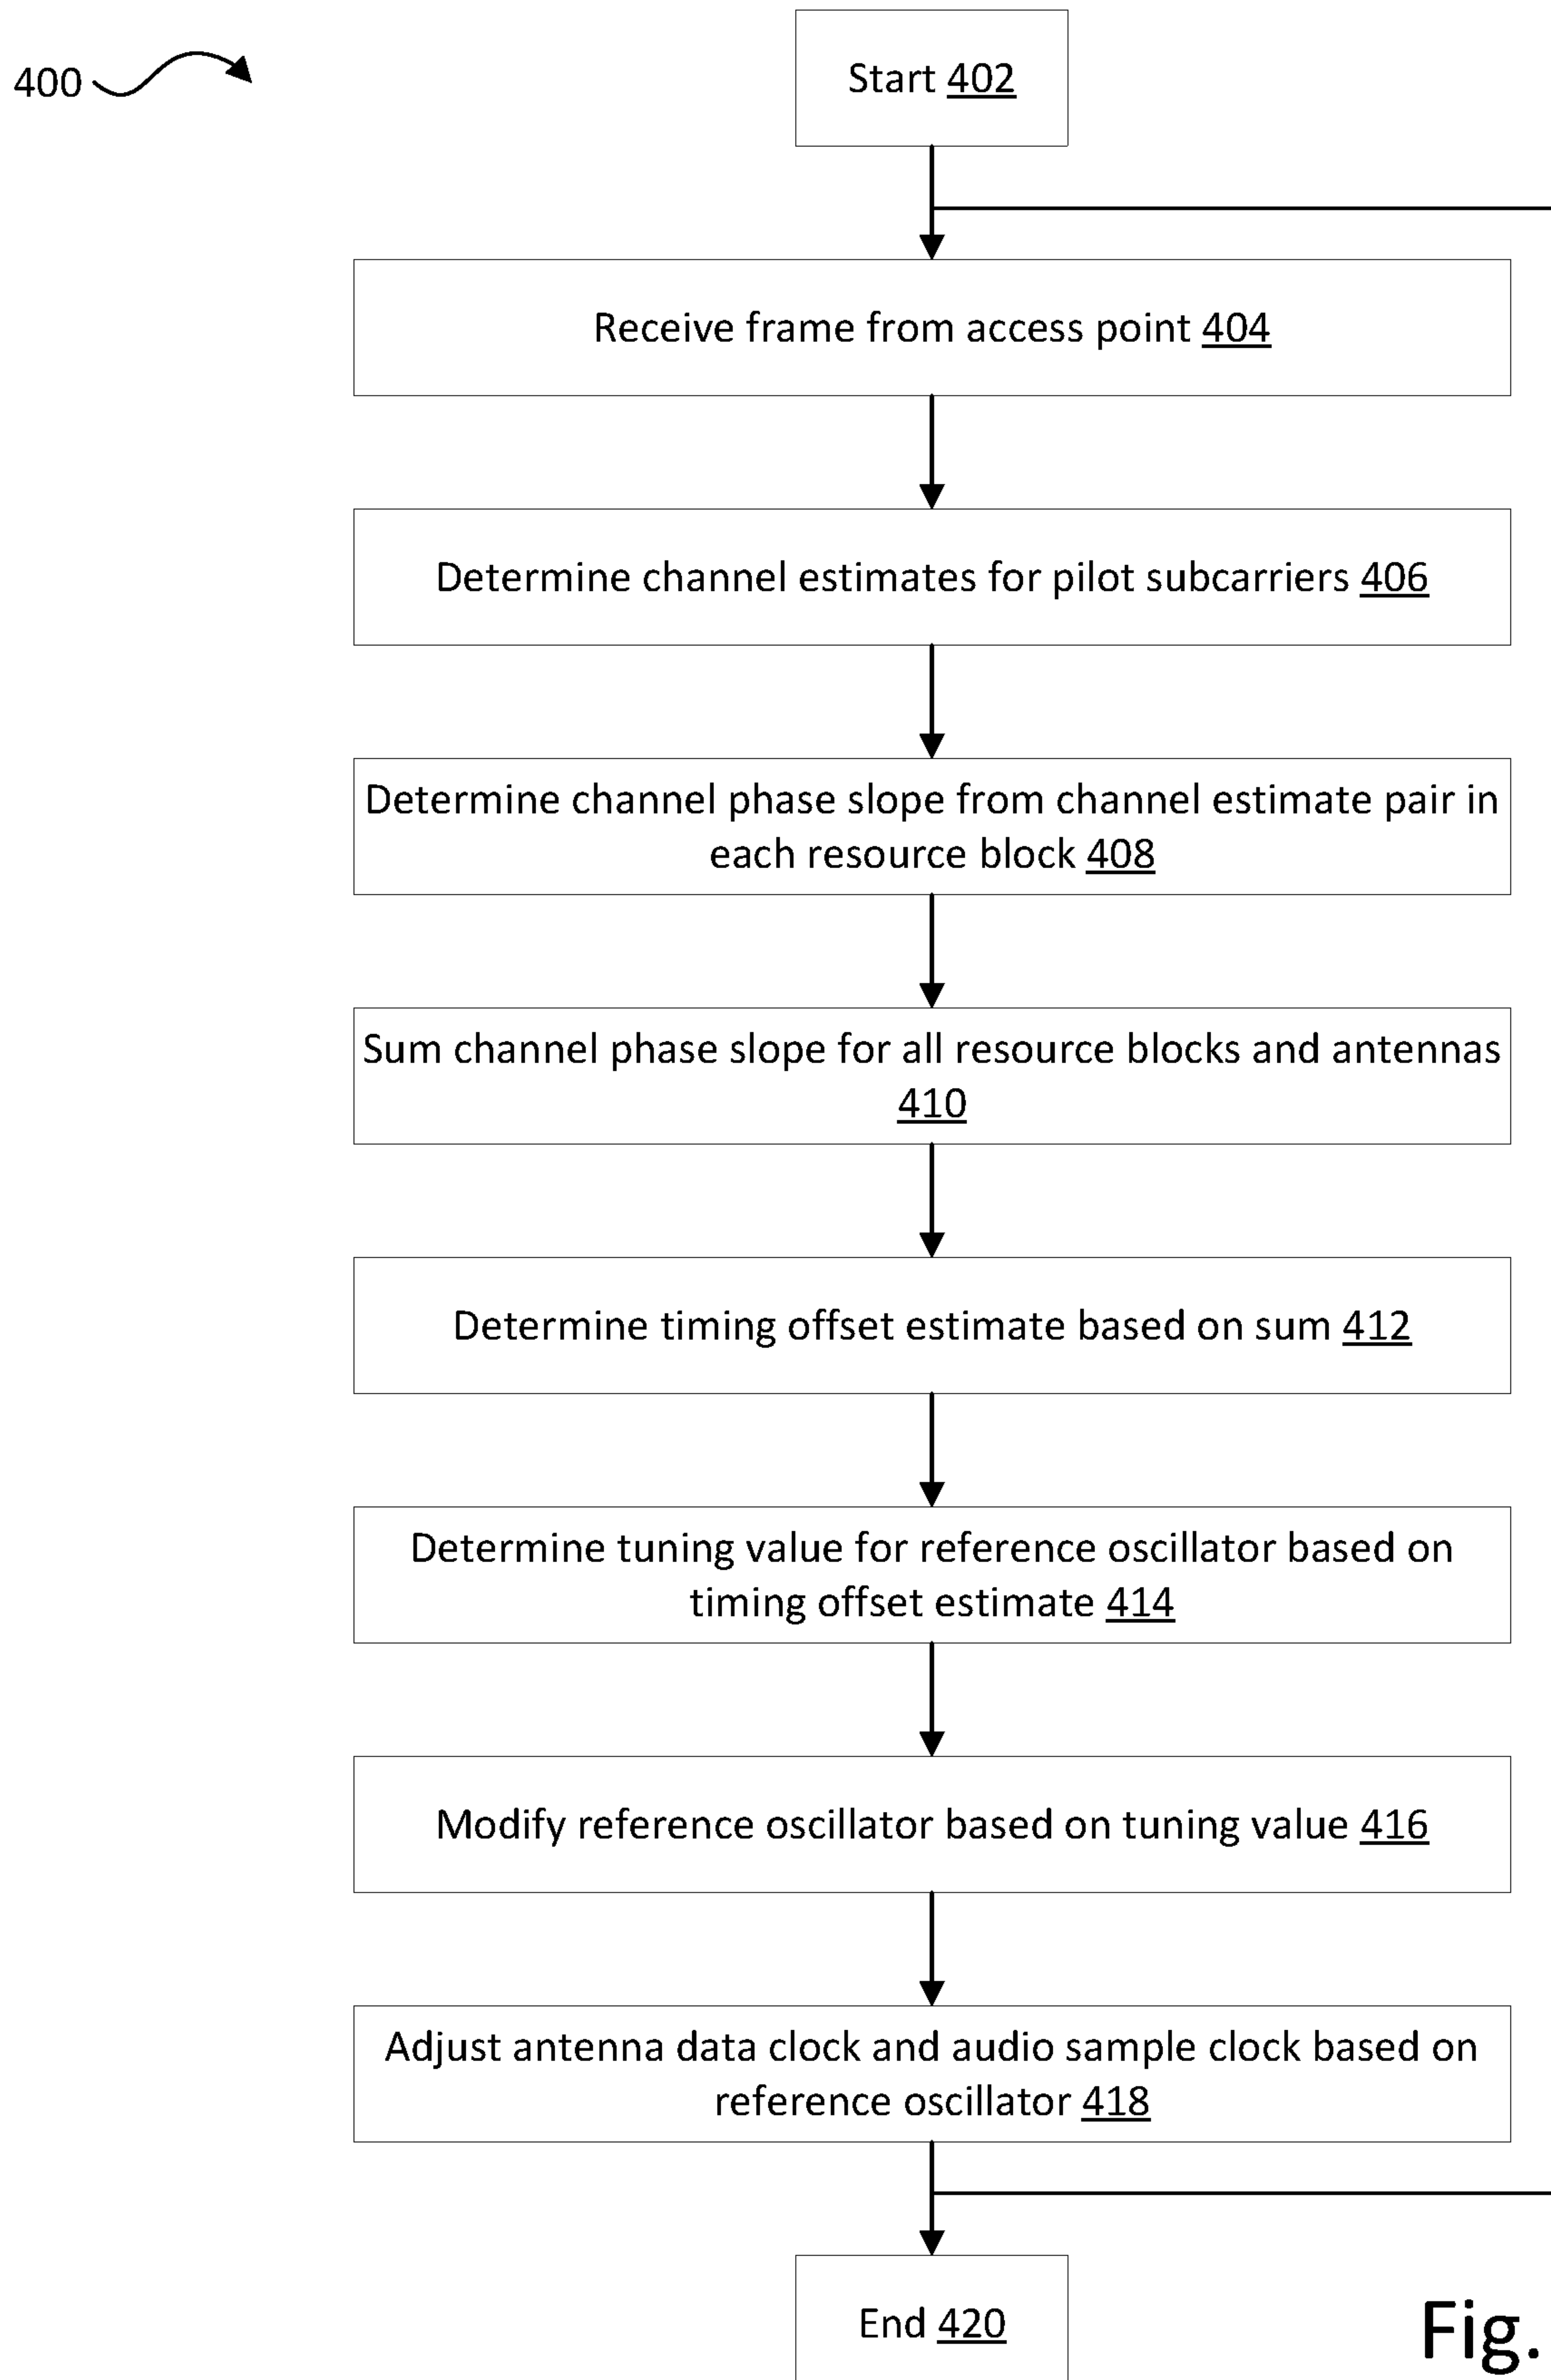 400
Start 402
Receive frame from access point 404
Determine channel estimates for pilot subcarriers 406
Determine channel phase slope from channel estimate pair in
each resource block 408
Sum channel phase slope for all resource blocks and antennas
410
Determine timing offset estimate based on sum 412
Determine tuning value for reference oscillator based on
timing offset estimate 414
Modify reference oscillator based on tuning value 416
Adjust antenna data clock and audio sample clock based on
reference oscillator 418
End 420
Fig.